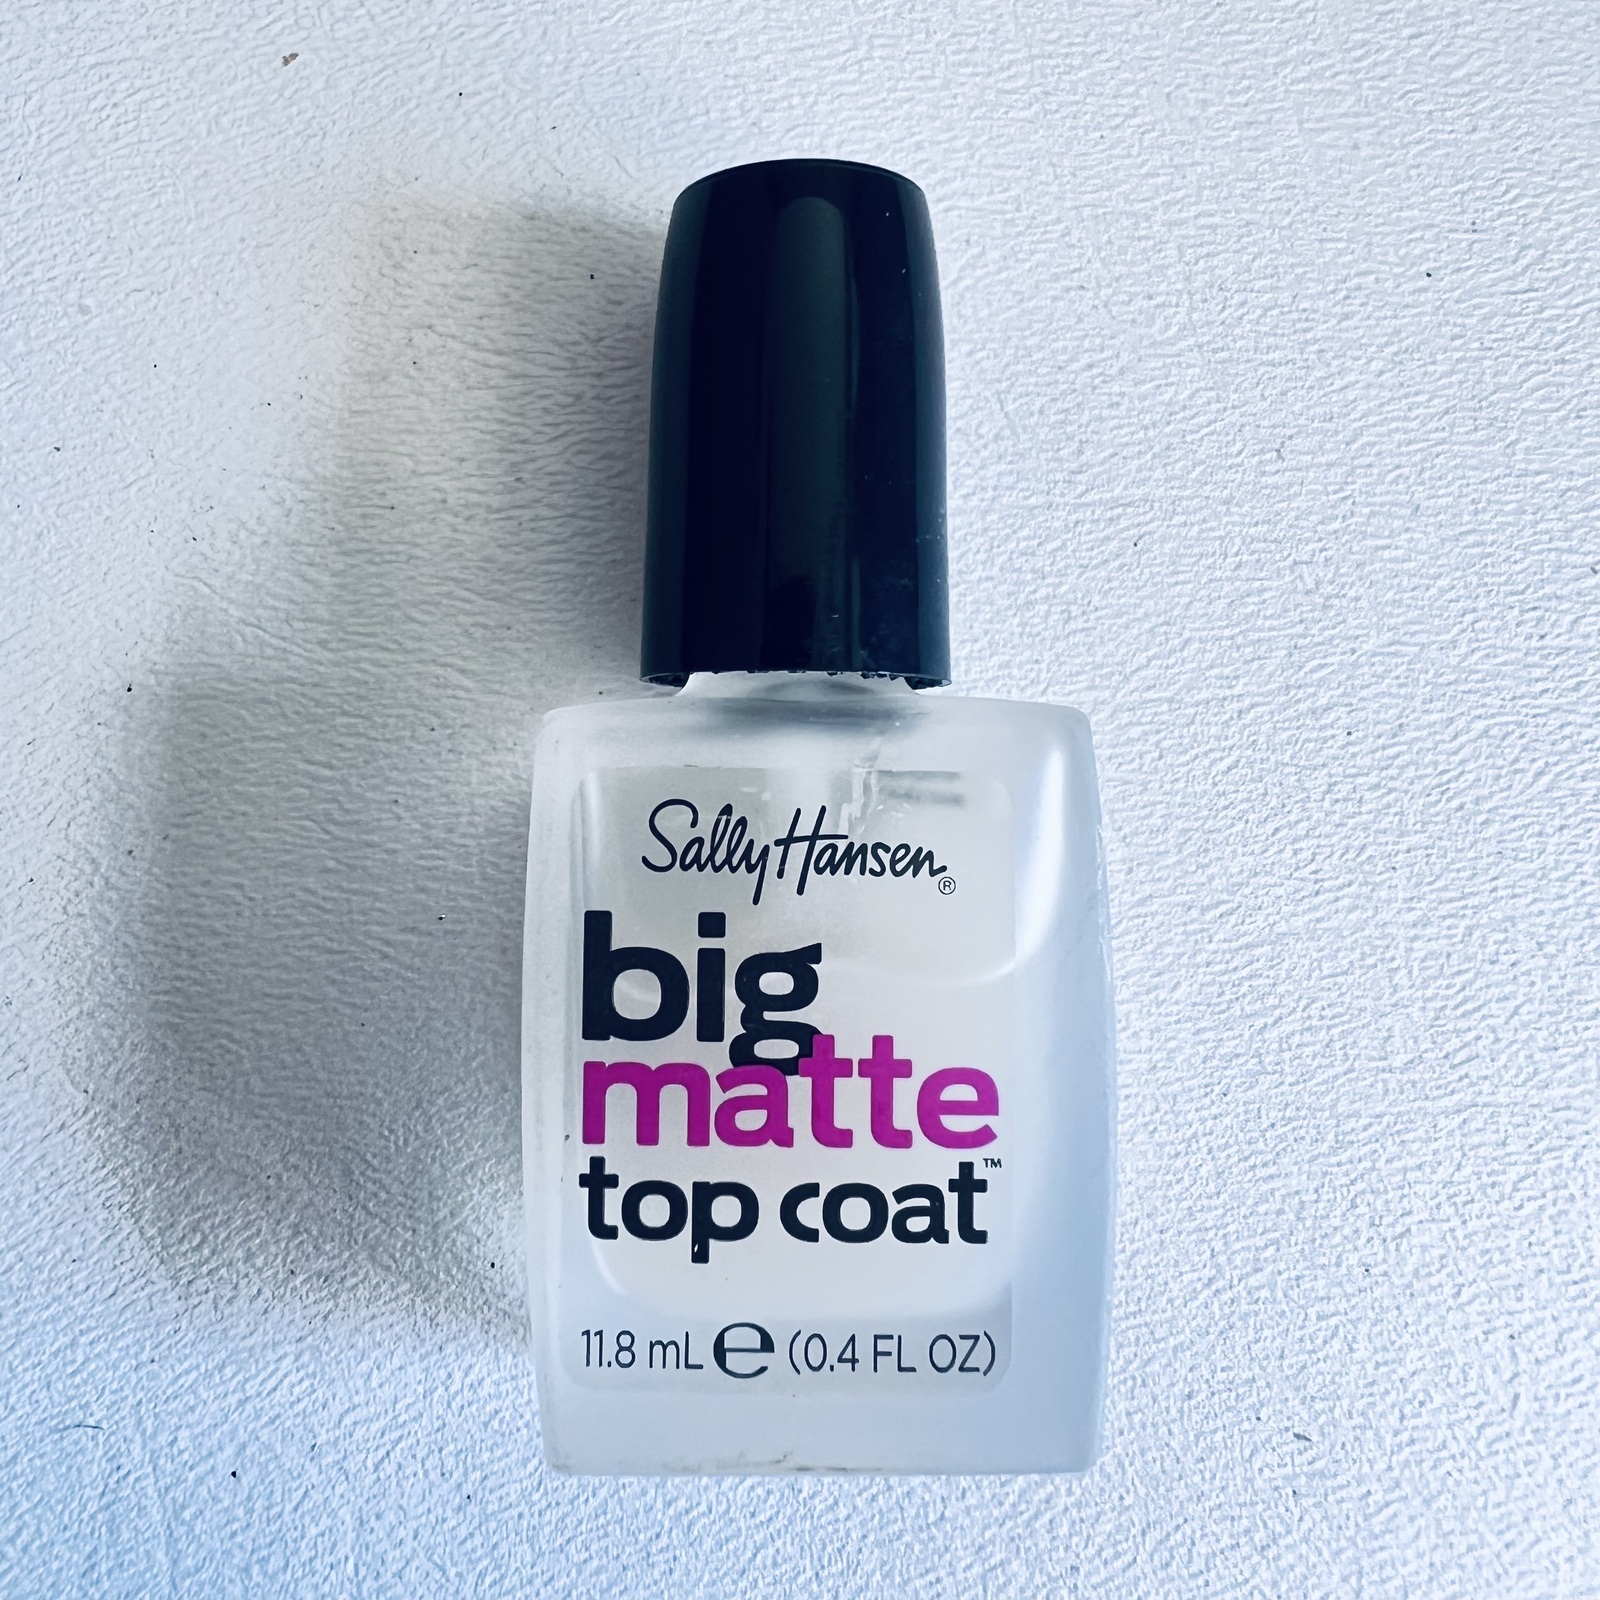 Sally Hansen®
big
matte
top coat™
11.8 mL ℮ (0.4 FL OZ)